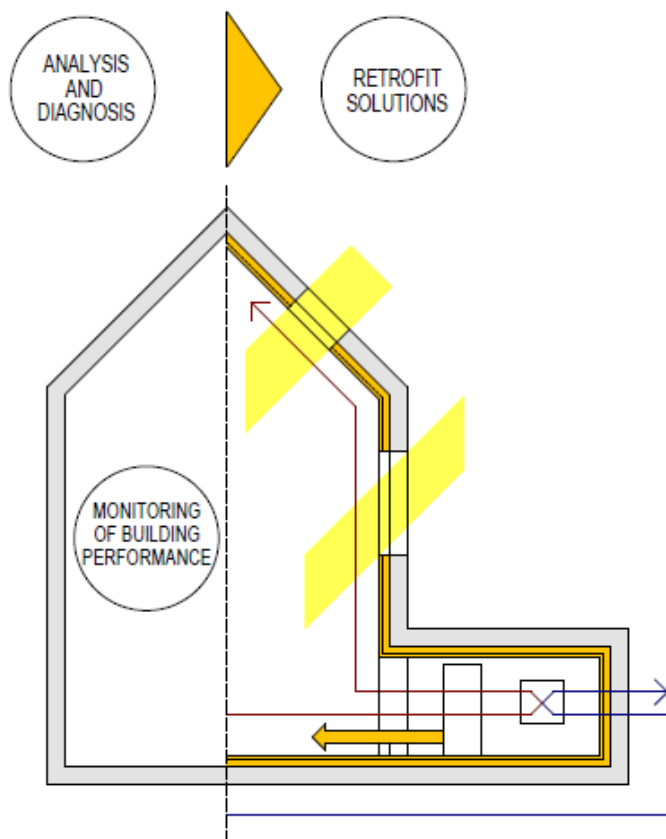 ANALYSIS
AND
DIAGNOSIS
RETROFIT
SOLUTIONS
MONITORING
OF BUILDING
PERFORMANCE